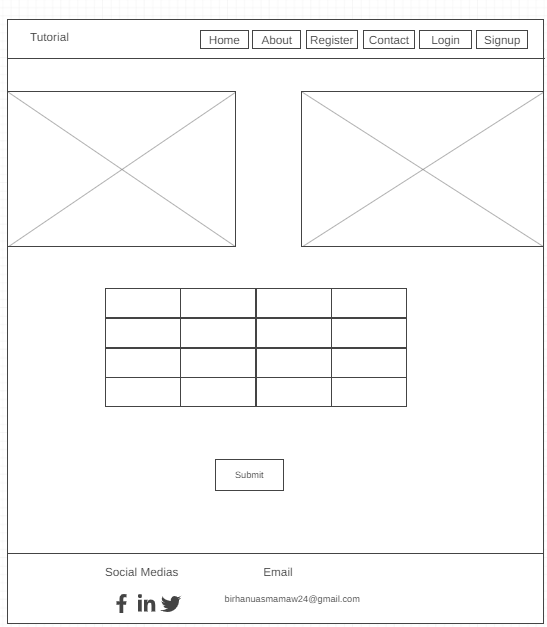 Tutorial
Home About Register Contact Login Signup
Submit
Social Medias Email
birhanuasmamaw24@gmail.com